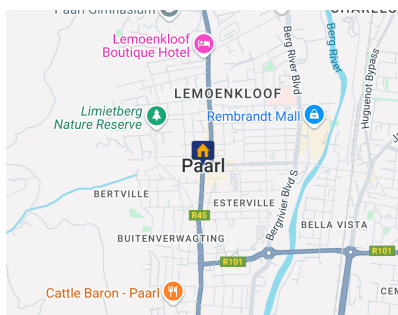 Paarl Gimnasium
Lemoenkloof
Boutique Hotel
LEMOENKLOOF
Berg River Blvd
Berg River
Huguenot Bypass
Limietberg
Nature Reserve
Rembrandt Mall
Paarl
BERTVILLE
ESTERVILLE
R45
Bergrivier Blvd S
BELLA VISTA
BUITENVERWAGTING
R101
R101
Cattle Baron - Paarl